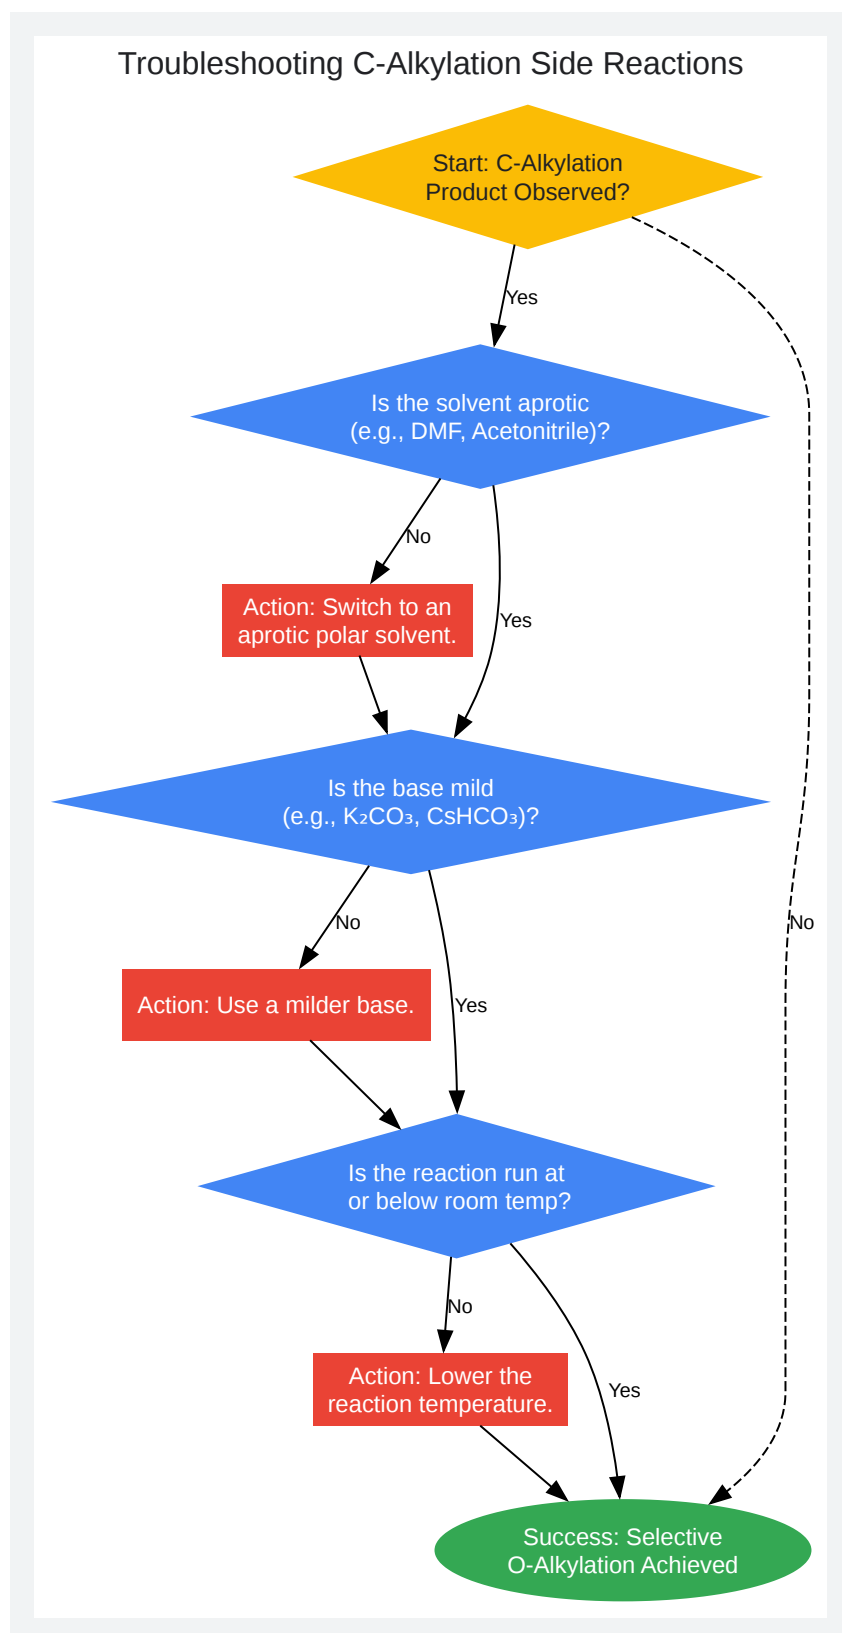 Troubleshooting C-Alkylation Side Reactions
Start: C-Alkylation
Product Observed?
Yes
Is the solvent aprotic
(e.g., DMF, Acetonitrile)?
No
Action: Switch to an
aprotic polar solvent.
Yes
Is the base mild
(e.g., K₂CO₃, CsHCO₃)?
No
No
Action: Use a milder base.
Yes
Is the reaction run at
or below room temp?
No
Action: Lower the
reaction temperature.
Yes
Success: Selective
O-Alkylation Achieved